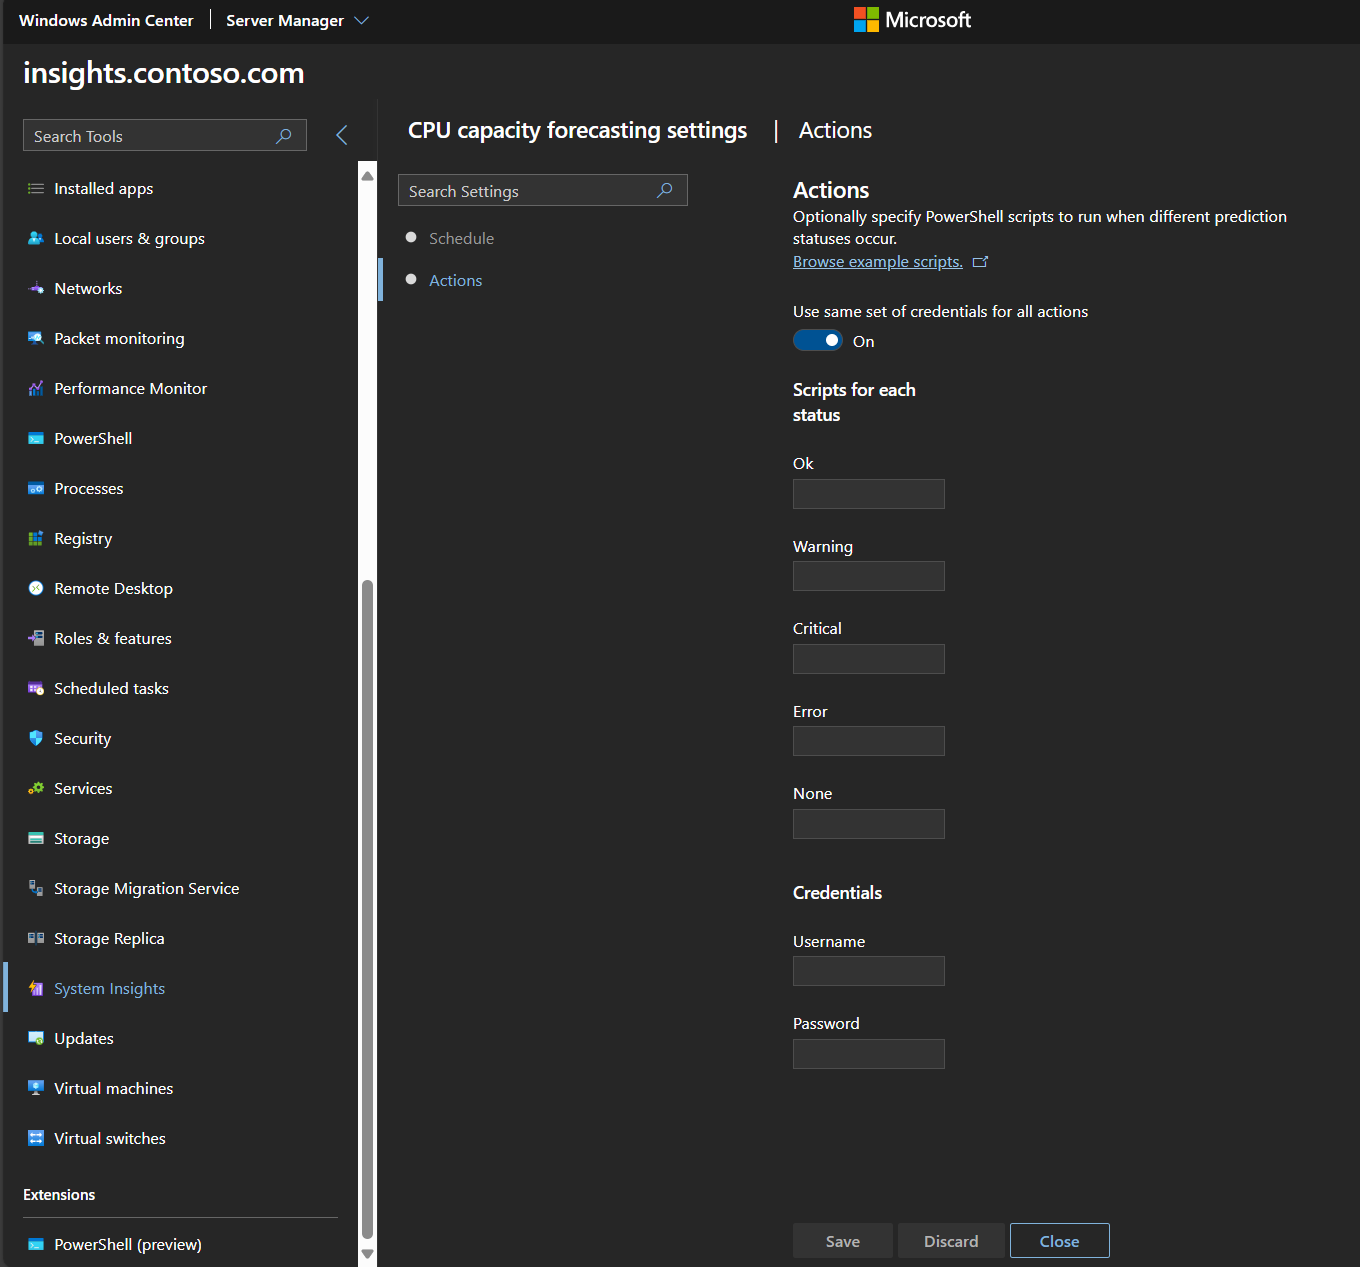 Windows Admin Center
Server Manager
Microsoft
insights.contoso.com
Search Tools
Installed apps
Local users & groups
Networks
Packet monitoring
Performance Monitor
PowerShell
Processes
Registry
Remote Desktop
Roles & features
Scheduled tasks
Security
Services
Storage
Storage Migration Service
Storage Replica
System Insights
Updates
Virtual machines
Virtual switches
Extensions
PowerShell (preview)
CPU capacity forecasting settings | Actions
Search Settings
Schedule
Actions
Actions
Optionally specify PowerShell scripts to run when different prediction
statuses occur.
Browse example scripts.
Use same set of credentials for all actions
On
Scripts for each
status
Ok
Warning
Critical
Error
None
Credentials
Username
Password
Save
Discard
Close